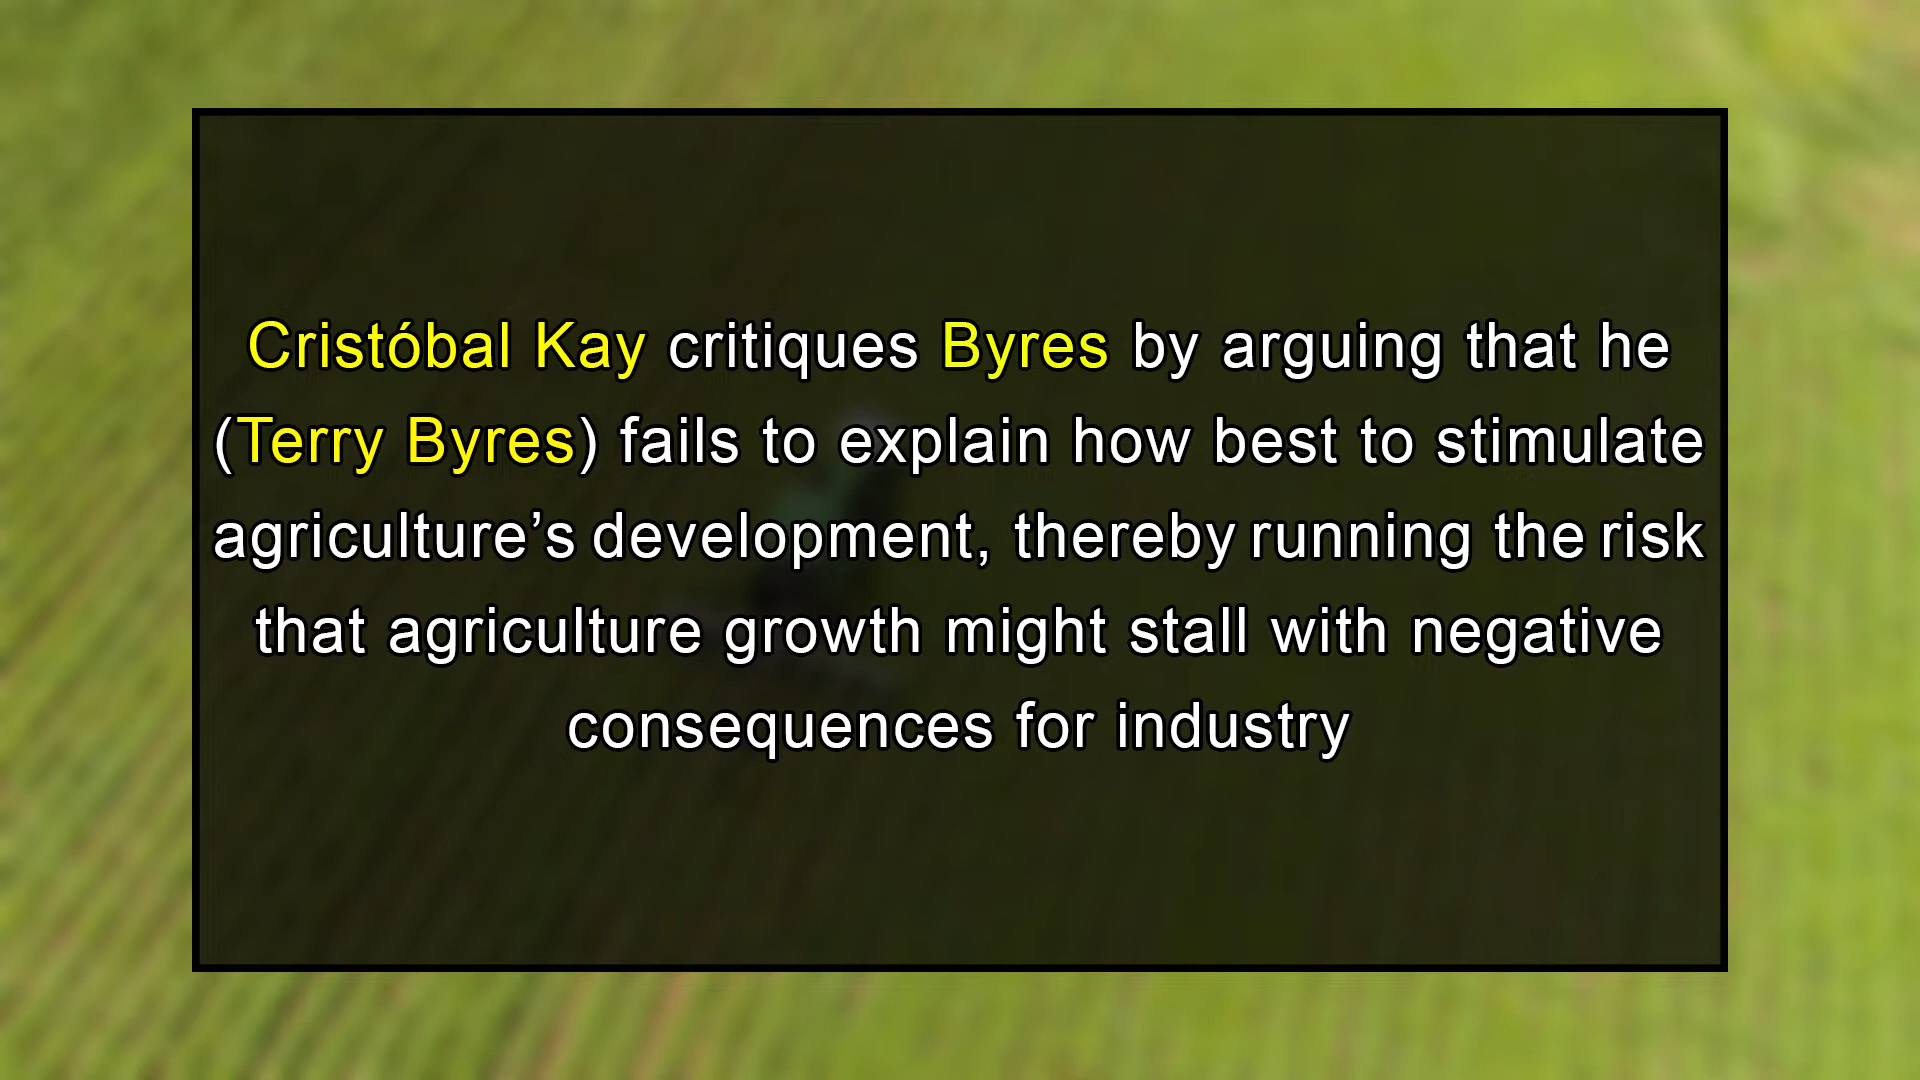 Cristóbal Kay critiques Byres by arguing that he
(Terry Byres) fails to explain how best to stimulate
agriculture’s development, thereby running the risk
that agriculture growth might stall with negative
consequences for industry